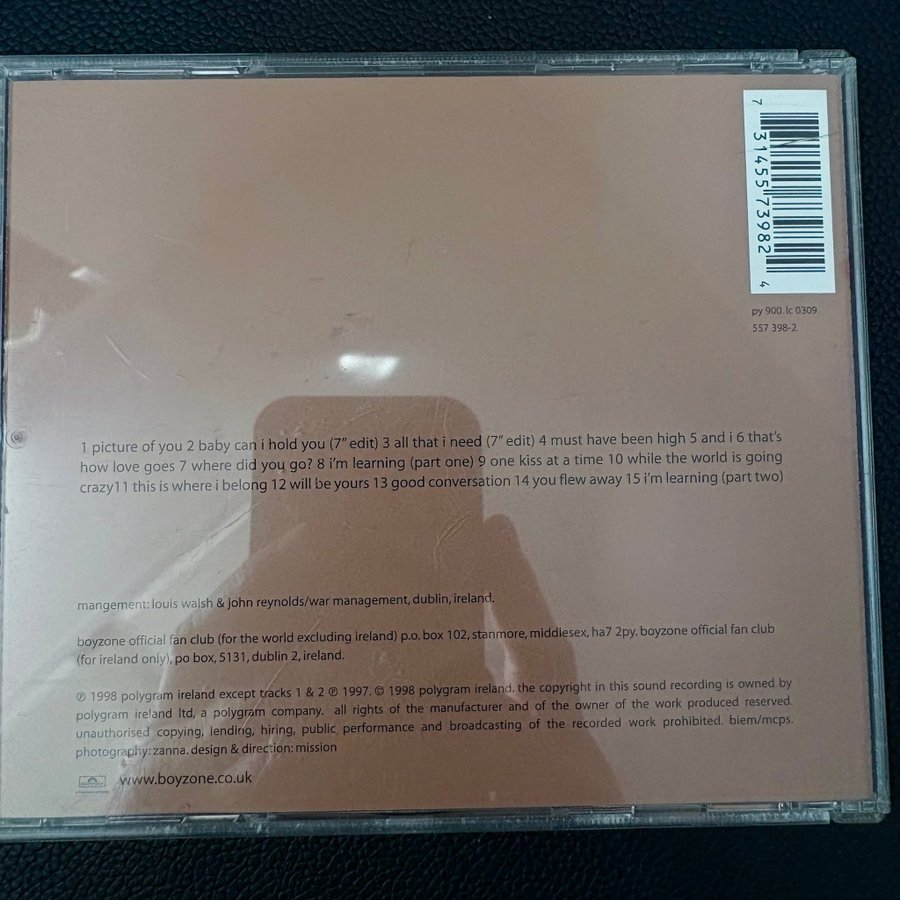 7 31455 73982 4
py 900 lc 0309
557 398-2
1 picture of you 2 baby can i hold you (7" edit) 3 all that i need (7" edit) 4 must have been high 5 and i 6 that's
how love goes 7 where did you go? 8 i'm learning (part one) 9 one kiss at a time 10 while the world is going
crazy11 this is where i belong 12 will be yours 13 good conversation 14 you flew away 15 i'm learning (part two)
mangement: louis walsh & john reynolds/war management, dublin, ireland.
boyzone official fan club (for the world excluding ireland) p.o. box 102, stanmore, middlesex, ha7 2py. boyzone official fan club
(for ireland only), po box, 5131, dublin 2, ireland.
℗ 1998 polygram ireland except tracks 1 & 2 ℗ 1997. © 1998 polygram ireland. the copyright in this sound recording is owned by
polygram ireland ltd, a polygram company. all rights of the manufacturer and of the owner of the work produced reserved.
unauthorised copying, lending, hiring, public performance and broadcasting of the recorded work prohibited. biem/mcps.
photography: zanna. design & direction: mission
www.boyzone.co.uk